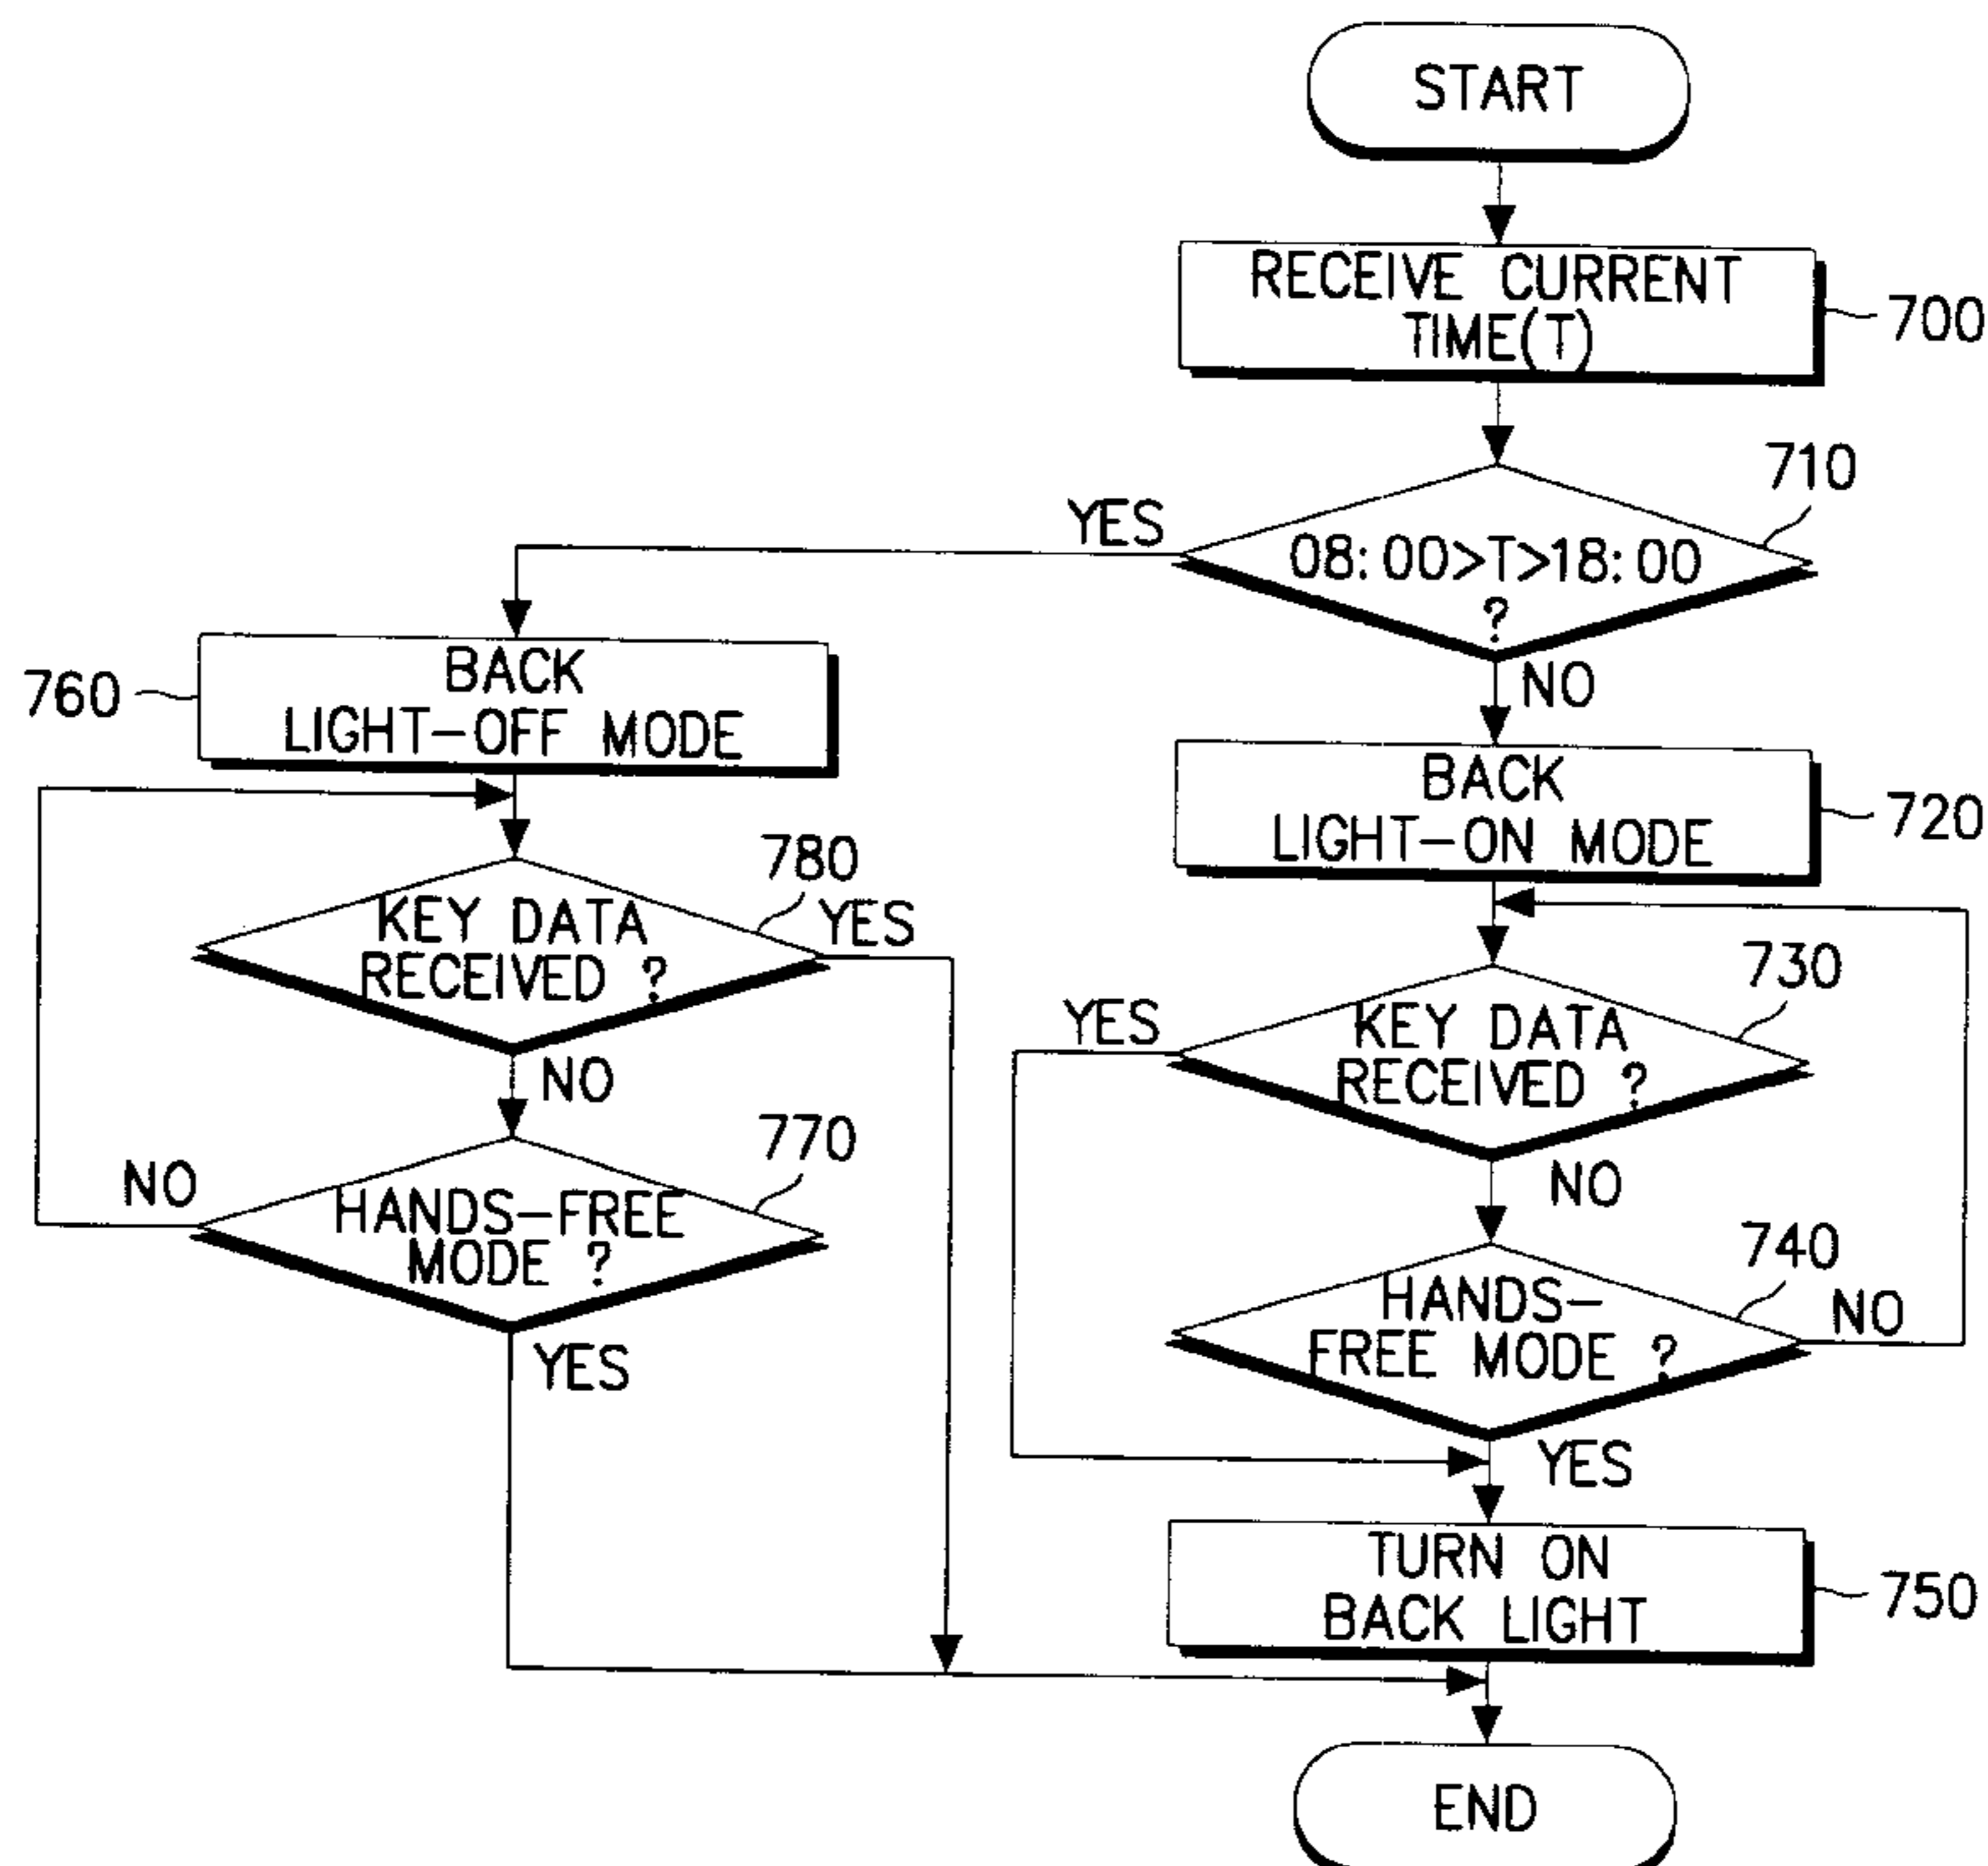 START
RECEIVE CURRENT
TIME(T)
700
710
YES
08:00>T>18:00
?
NO
760
BACK
LIGHT-OFF MODE
BACK
LIGHT-ON MODE
720
780
KEY DATA
RECEIVED ?
YES
NO
730
YES
KEY DATA
RECEIVED ?
NO
770
NO
HANDS-FREE
MODE ?
YES
740
HANDS-
FREE MODE ?
NO
YES
TURN ON
BACK LIGHT
750
END